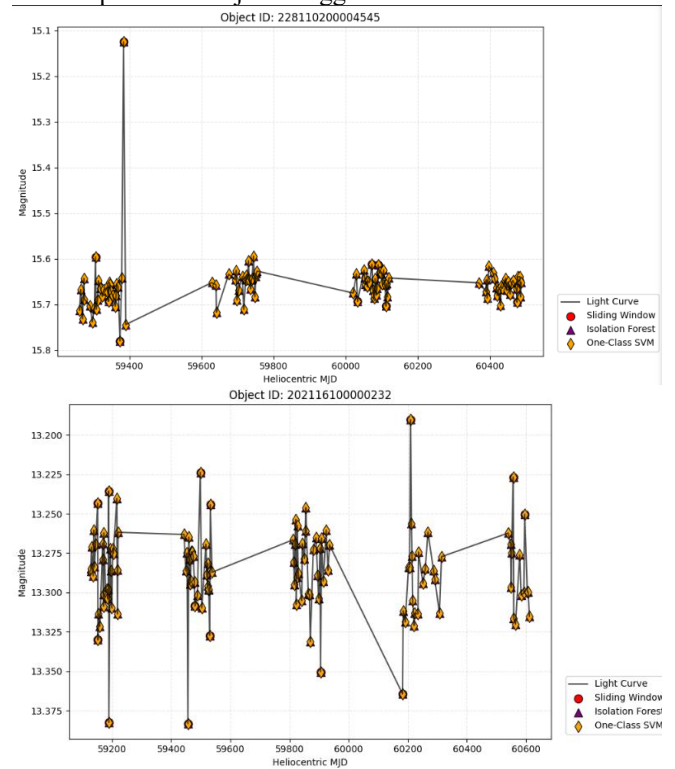 Object ID: 228110200004545
15.1
15.2
15.3
15.4
15.5
15.6
15.7
15.8
Magnitude
59400
59600
59800
60000
60200
60400
Heliocentric MJD
Light Curve
Sliding Window
Isolation Forest
One-Class SVM
Object ID: 202116100000232
13.200
13.225
13.250
13.275
13.300
13.325
13.350
13.375
Magnitude
59200
59400
59600
59800
60000
60200
60400
60600
Heliocentric MJD
Light Curve
Sliding Window
Isolation Forest
One-Class SVM